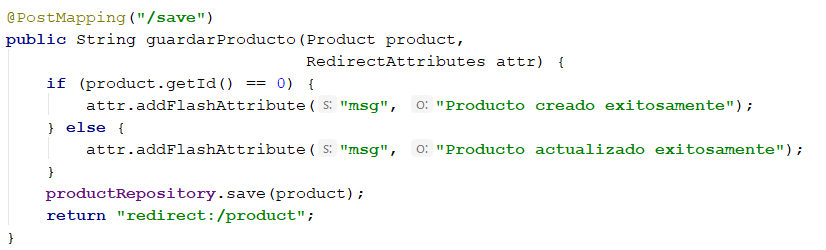 @PostMapping("/save")
public String guardarProducto(Product product,
                              RedirectAttributes attr) {
    if (product.getId() == 0) {
        attr.addFlashAttribute( s: "msg", o: "Producto creado exitosamente");
    } else {
        attr.addFlashAttribute( s: "msg", o: "Producto actualizado exitosamente");
    }
    productRepository.save(product);
    return "redirect:/product";
}